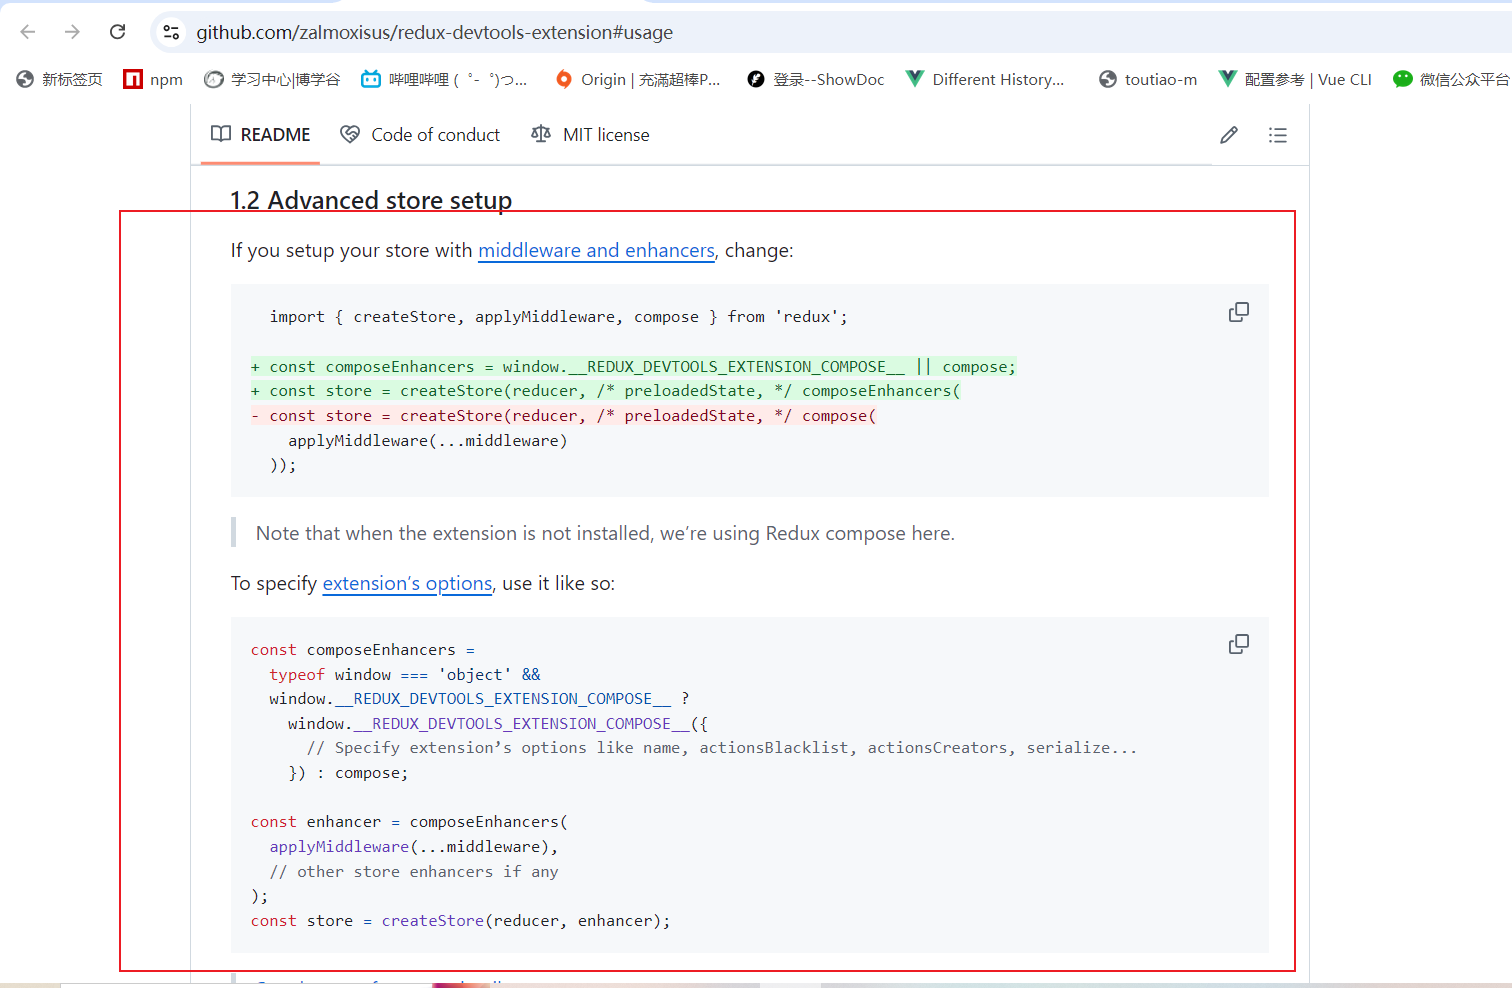 github.com/zalmoxisus/redux-devtools-extension#usage
新标签页 npm 学习中心|博学谷 哔哩哔哩 ( ゜- ゜)つ... Origin | 充滿超棒P... 登录--ShowDoc Different History... toutiao-m 配置参考 | Vue CLI 微信公众平台
README Code of conduct MIT license
1.2 Advanced store setup
If you setup your store with middleware and enhancers, change:
import { createStore, applyMiddleware, compose } from 'redux';
+ const composeEnhancers = window.__REDUX_DEVTOOLS_EXTENSION_COMPOSE__ || compose;
+ const store = createStore(reducer, /* preloadedState, */ composeEnhancers(
- const store = createStore(reducer, /* preloadedState, */ compose(
applyMiddleware(...middleware)
));
Note that when the extension is not installed, we’re using Redux compose here.
To specify extension’s options, use it like so:
const composeEnhancers =
typeof window === 'object' &&
window.__REDUX_DEVTOOLS_EXTENSION_COMPOSE__ ?
window.__REDUX_DEVTOOLS_EXTENSION_COMPOSE__({
// Specify extension’s options like name, actionsBlacklist, actionsCreators, serialize...
}) : compose;
const enhancer = composeEnhancers(
applyMiddleware(...middleware),
// other store enhancers if any
);
const store = createStore(reducer, enhancer);